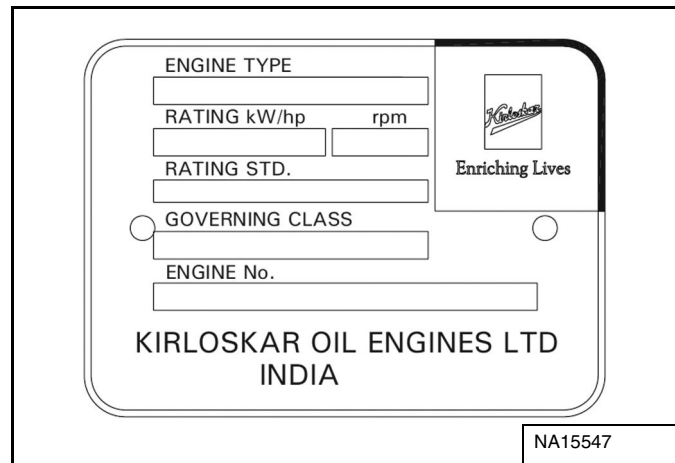 ENGINE TYPE
RATING kW/hp rpm
RATING STD.
GOVERNING CLASS
ENGINE No.
Kirloskar
Enriching Lives
KIRLOSKAR OIL ENGINES LTD
INDIA
NA15547